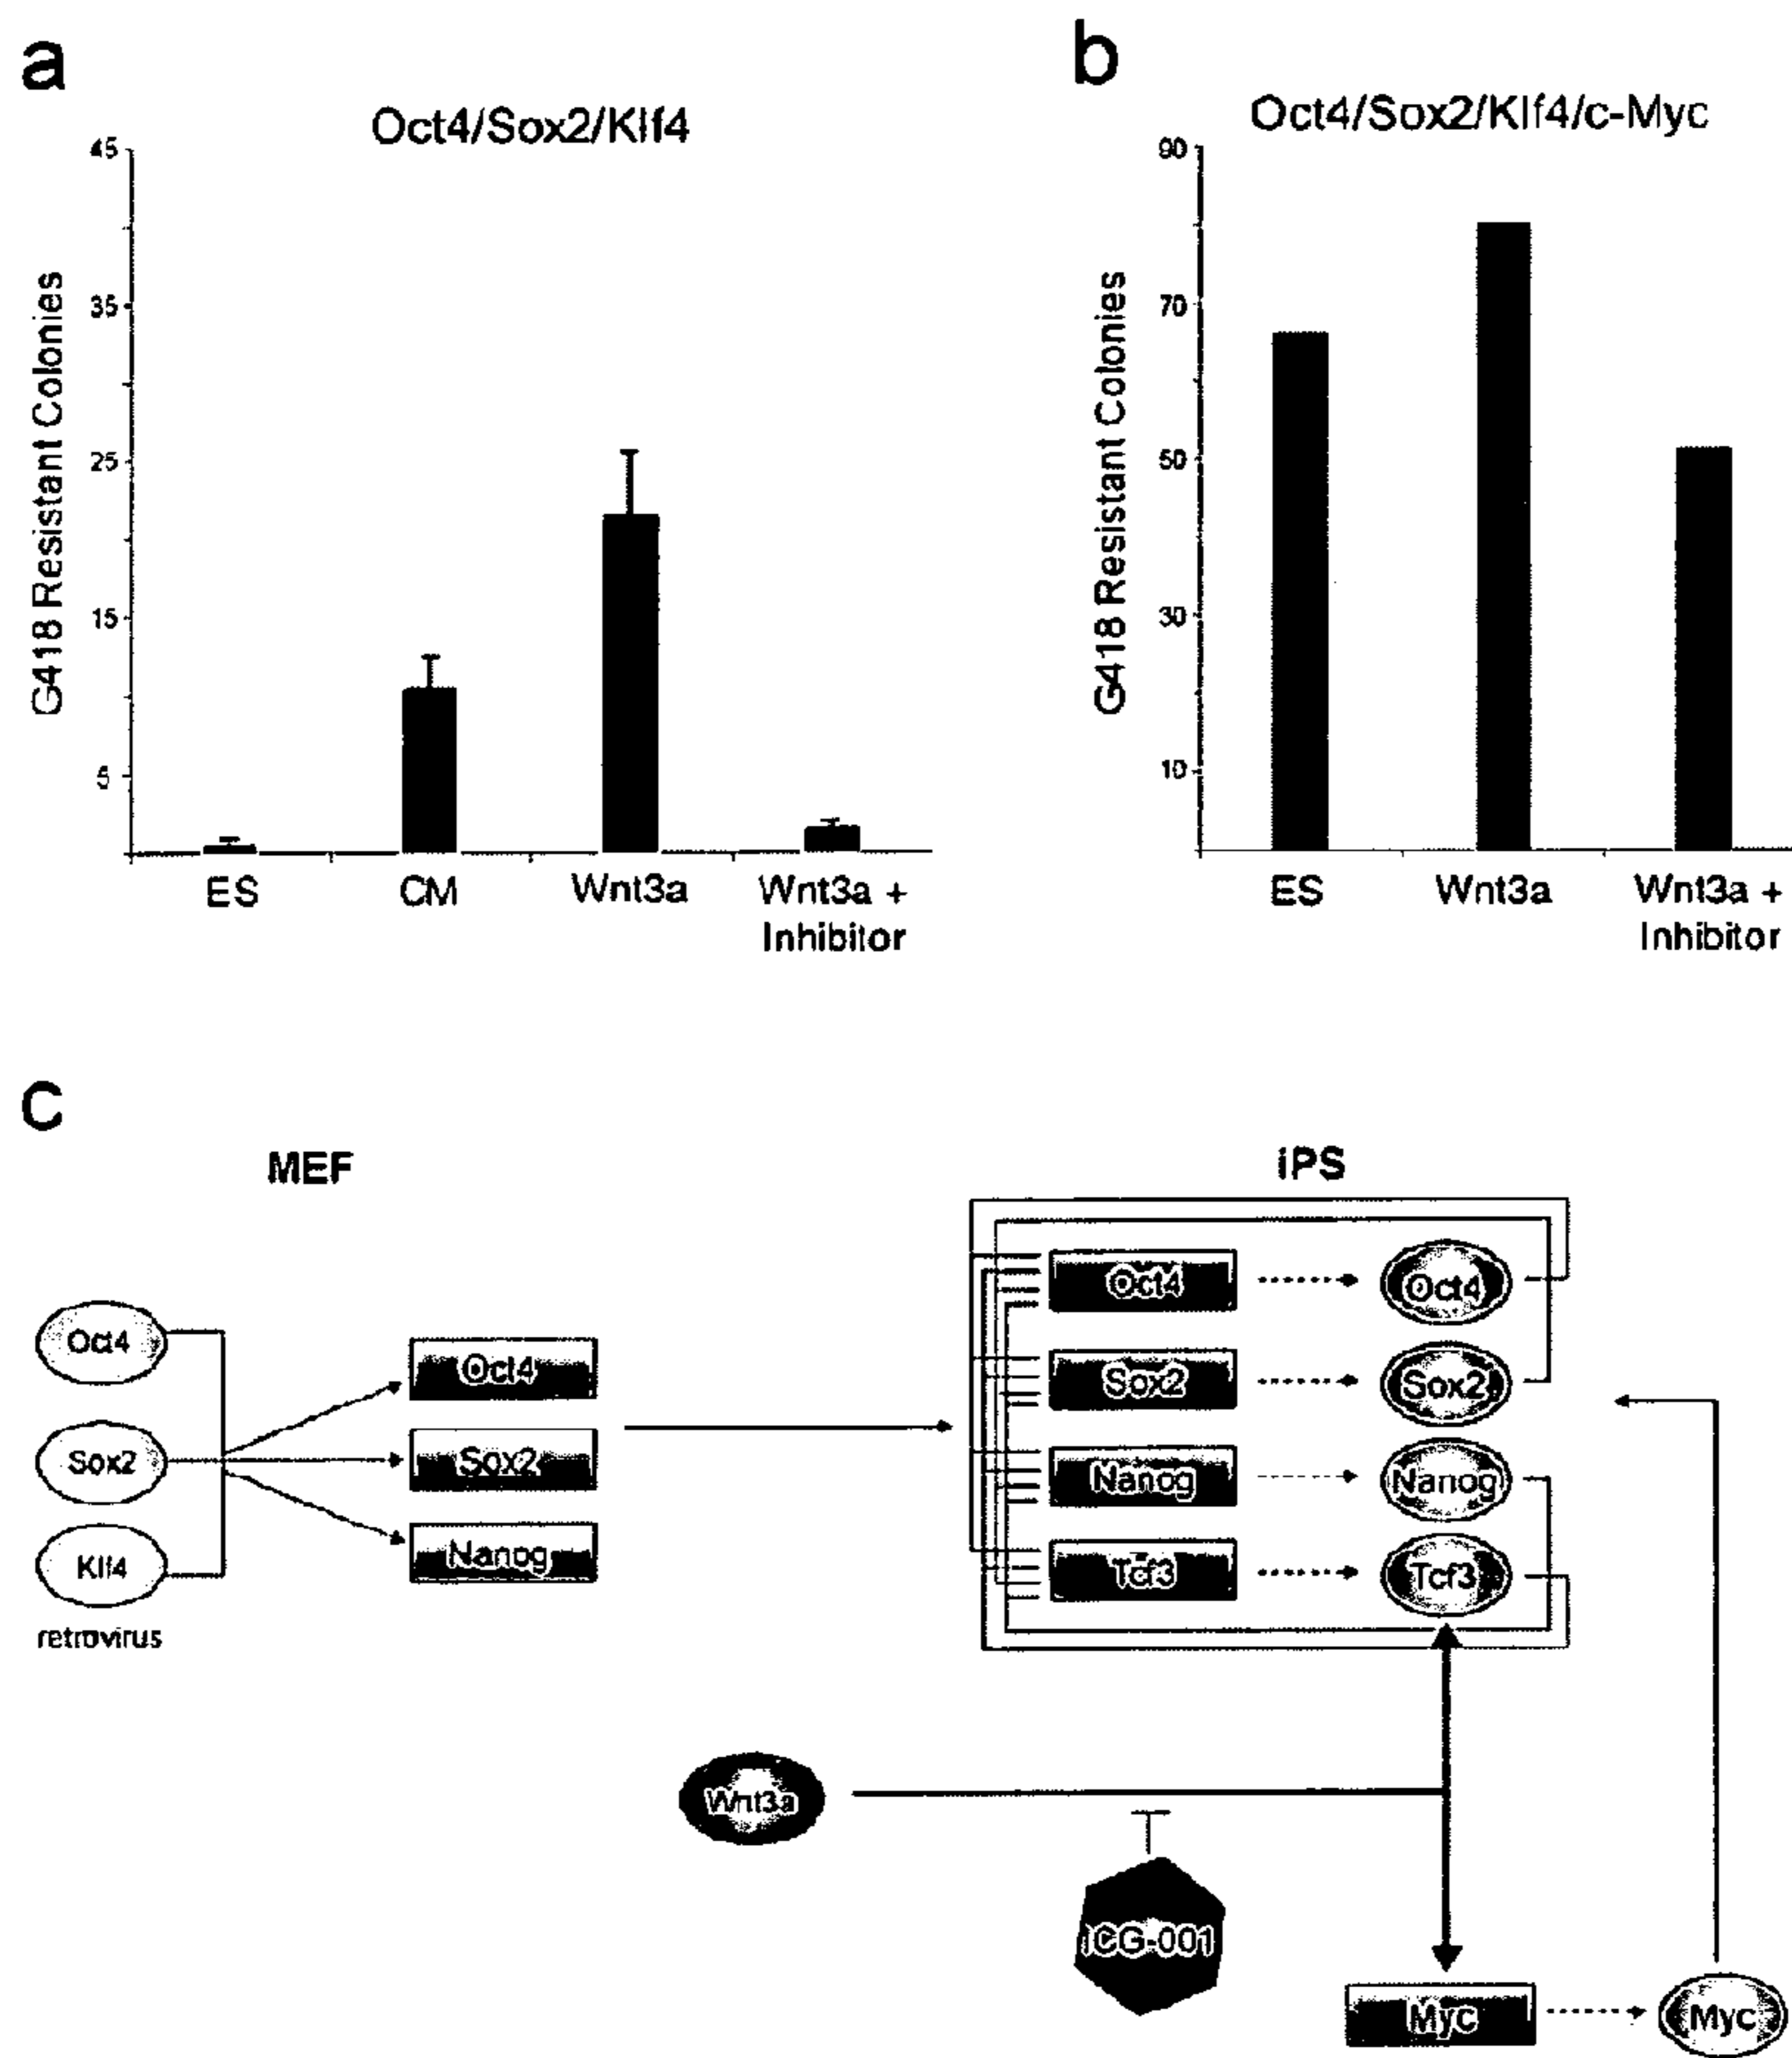 a
Oct4/Sox2/Klf4
G418 Resistant Colonies
45
35
25
15
5
ES
CM
Wnt3a
Wnt3a +
Inhibitor
b
Oct4/Sox2/Klf4/c-Myc
G418 Resistant Colonies
90
70
50
30
10
ES
Wnt3a
Wnt3a +
Inhibitor
c
MEF
Oct4
Sox2
Klf4
retrovirus
Oct4
Sox2
Nanog
iPS
Oct4
Oct4
Sox2
Sox2
Nanog
Nanog
Tcf3
Tcf3
Wnt3a
ICG-001
Myc
Myc